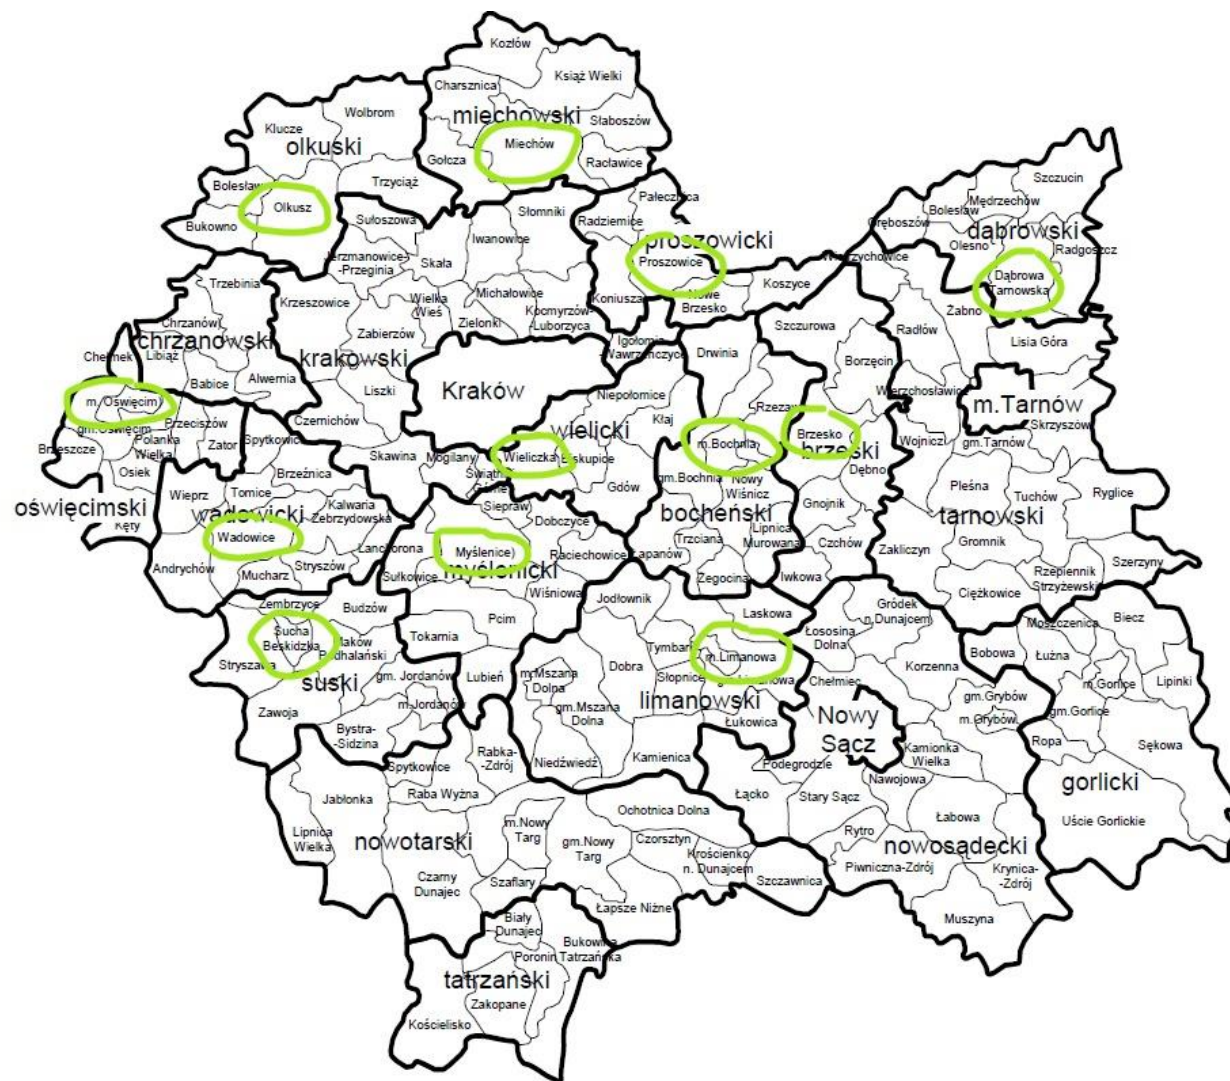 Kozłów
Charsznica
Książ Wielki
miechowski
Słaboszów
Miechów
Gołcza
Racławice
Wolbrom
Klucze
olkuski
Bolesław
Trzyciąż
Olkusz
Bukowno
Pałecznica
Radziemice
proszowicki
Proszowice
Koniusza
Nowe
Brzesko
Koszyce
Szczucin
Mędrzechów
Bolesław
Gręboszów
dąbrowski
Olesno
Radgoszcz
Dąbrowa
Tarnowska
Słomniki
Sułoszowa
Iwanowice
Jerzmanowice-
-Przeginia
Skała
Krzeszowice
Wielka
Wieś
Michałowice
Kocmyrzów-
Luborzyca
Zabierzów
Zielonki
krakowski
Igołomia-
-Wawrzeńczyce
Liszki
Czernichów
Skawina
Mogilany
Świątniki
Górne
Kraków
Trzebinia
Chrzanów
chrzanowski
Libiąż
Babice
Alwernia
Chełmek
m. Oświęcim)
gm.Oświęcim
Przeciszów
Brzeszcze
Polanka
Wielka
Zator
Osiek
oświęcimski
Kęty
Niepołomice
Kłaj
wielicki
Wieliczka
Biskupice
Gdów
Drwinia
Rzezawa
m.Bochnia
gm.Bochnia
Nowy
Wiśnicz
bocheński
Trzciana
Lipnica
Murowana
Łapanów
Żegocina
Szczurowa
Borzęcin
Brzesko
brzeski
Dębno
Gnojnik
Czchów
Iwkowa
Wietrzychowice
Żabno
Radłów
Lisia Góra
Wierzchosławice
m.Tarnów
Skrzyszów
Wojnicz
gm.Tarnów
Pleśna
Tuchów
Ryglice
tarnowski
Zakliczyn
Gromnik
Rzepiennik
Strzyżewski
Szerzyny
Ciężkowice
Spytkowice
Brzeźnica
Wieprz
Tomice
Kalwaria
Zebrzydowska
wadowicki
Wadowice
Lanckorona
Andrychów
Stryszów
Mucharz
Siepraw
Dobczyce
Myślenice)
Raciechowice
myślenicki
Sułkowice
Wiśniowa
Pcim
Tokarnia
Lubień
Zembrzyce
Budzów
Sucha
Beskidzka
Maków
Podhalański
Stryszawa
suski
gm. Jordanów
m.Jordanów
Zawoja
Bystra-
-Sidzina
Jodłownik
Laskowa
Tymbark
m.Limanowa
Dobra
Słopnice
gm.Limanowa
m.Mszana
Dolna
limanowski
gm.Mszana
Dolna
Łukowica
Niedźwiedź
Kamienica
Gródek
n.Dunajcem
Łososina
Dolna
Korzenna
Chełmiec
gm.Grybów
m.Grybów
Nowy
Sącz
Kamionka
Wielka
Podegrodzie
Nawojowa
Łącko
Stary Sącz
Łabowa
Rytro
nowosądecki
Piwniczna-Zdrój
Krynica-
-Zdrój
Muszyna
Biecz
Moszczenica
Bobowa
Łużna
m.Gorlice
Lipinki
gm.Gorlice
Ropa
Sękowa
gorlicki
Uście Gorlickie
Rabka-
-Zdrój
Spytkowice
Raba Wyżna
Jabłonka
Ochotnica Dolna
Lipnica
Wielka
nowotarski
m.Nowy
Targ
gm.Nowy
Targ
Czorsztyn
Krościenko
n. Dunajcem
Czarny
Dunajec
Szaflary
Szczawnica
Łapsze Niżne
Biały
Dunajec
Bukowina
Tatrzańska
Poronin
tatrzański
Zakopane
Kościelisko